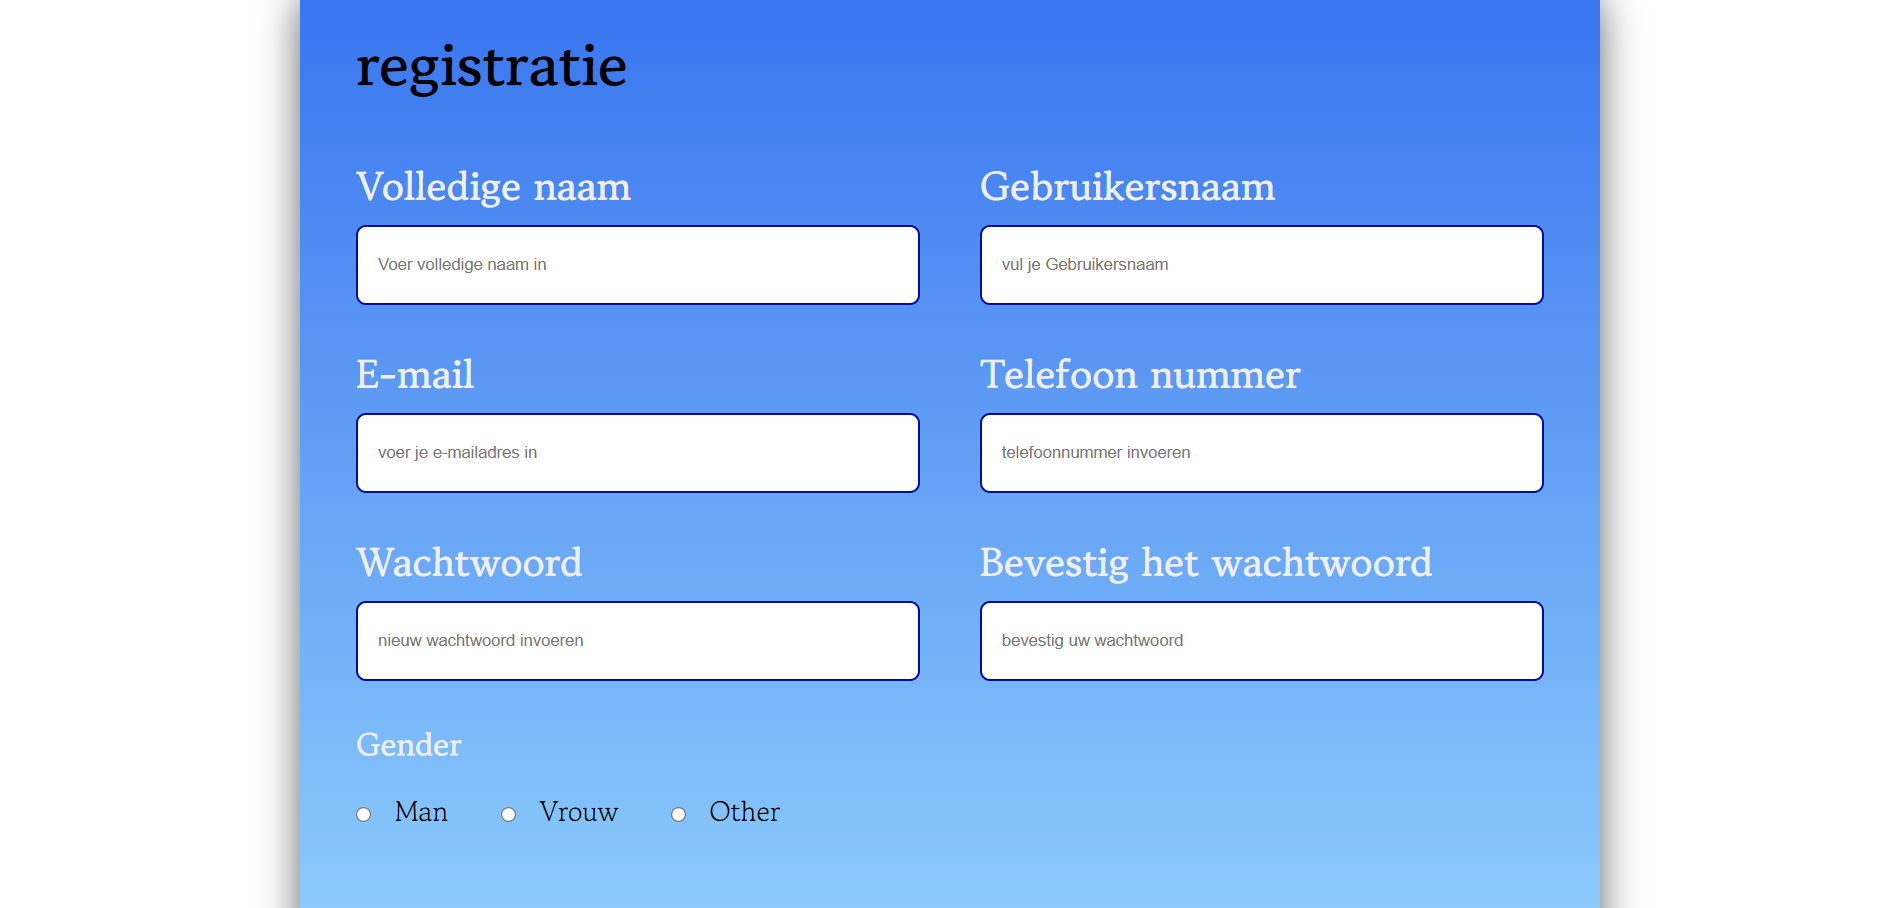 registratie
Volledige naam
Gebruikersnaam
Voer volledige naam in
vul je Gebruikersnaam
E-mail
Telefoon nummer
voer je e-mailadres in
telefoonnummer invoeren
Wachtwoord
Bevestig het wachtwoord
nieuw wachtwoord invoeren
bevestig uw wachtwoord
Gender
Man Vrouw Other